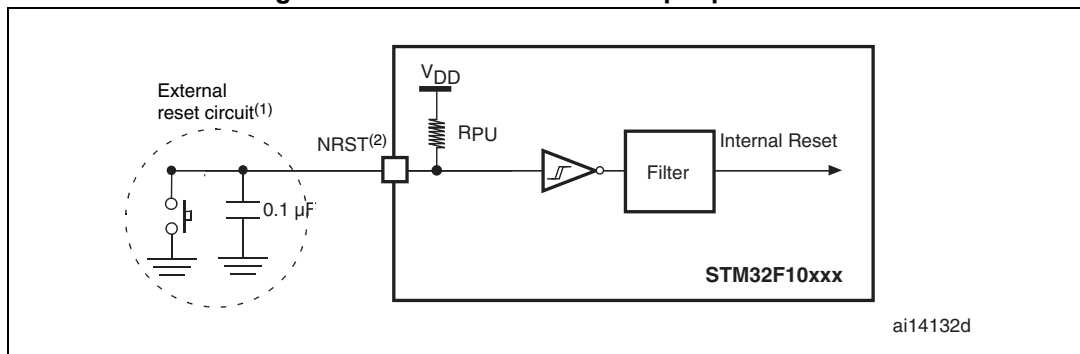 External
reset circuit(1)
VDD
RPU
NRST(2)
Internal Reset
Filter
0.1 µF
STM32F10xxx
ai14132d